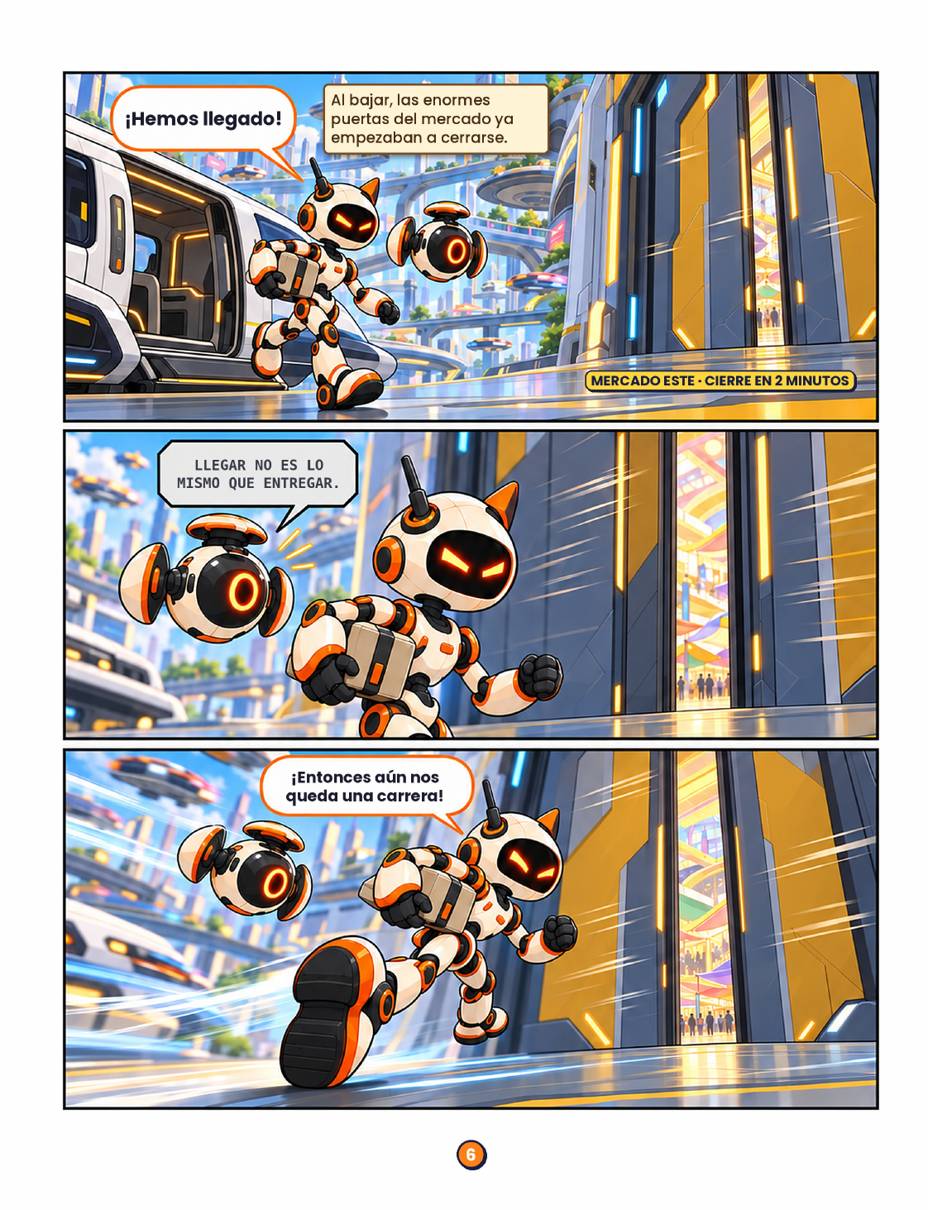 ¡Hemos llegado!
Al bajar, las enormes
puertas del mercado ya
empezaban a cerrarse.
MERCADO ESTE · CIERRE EN 2 MINUTOS
LLEGAR NO ES LO
MISMO QUE ENTREGAR.
¡Entonces aún nos
queda una carrera!
6